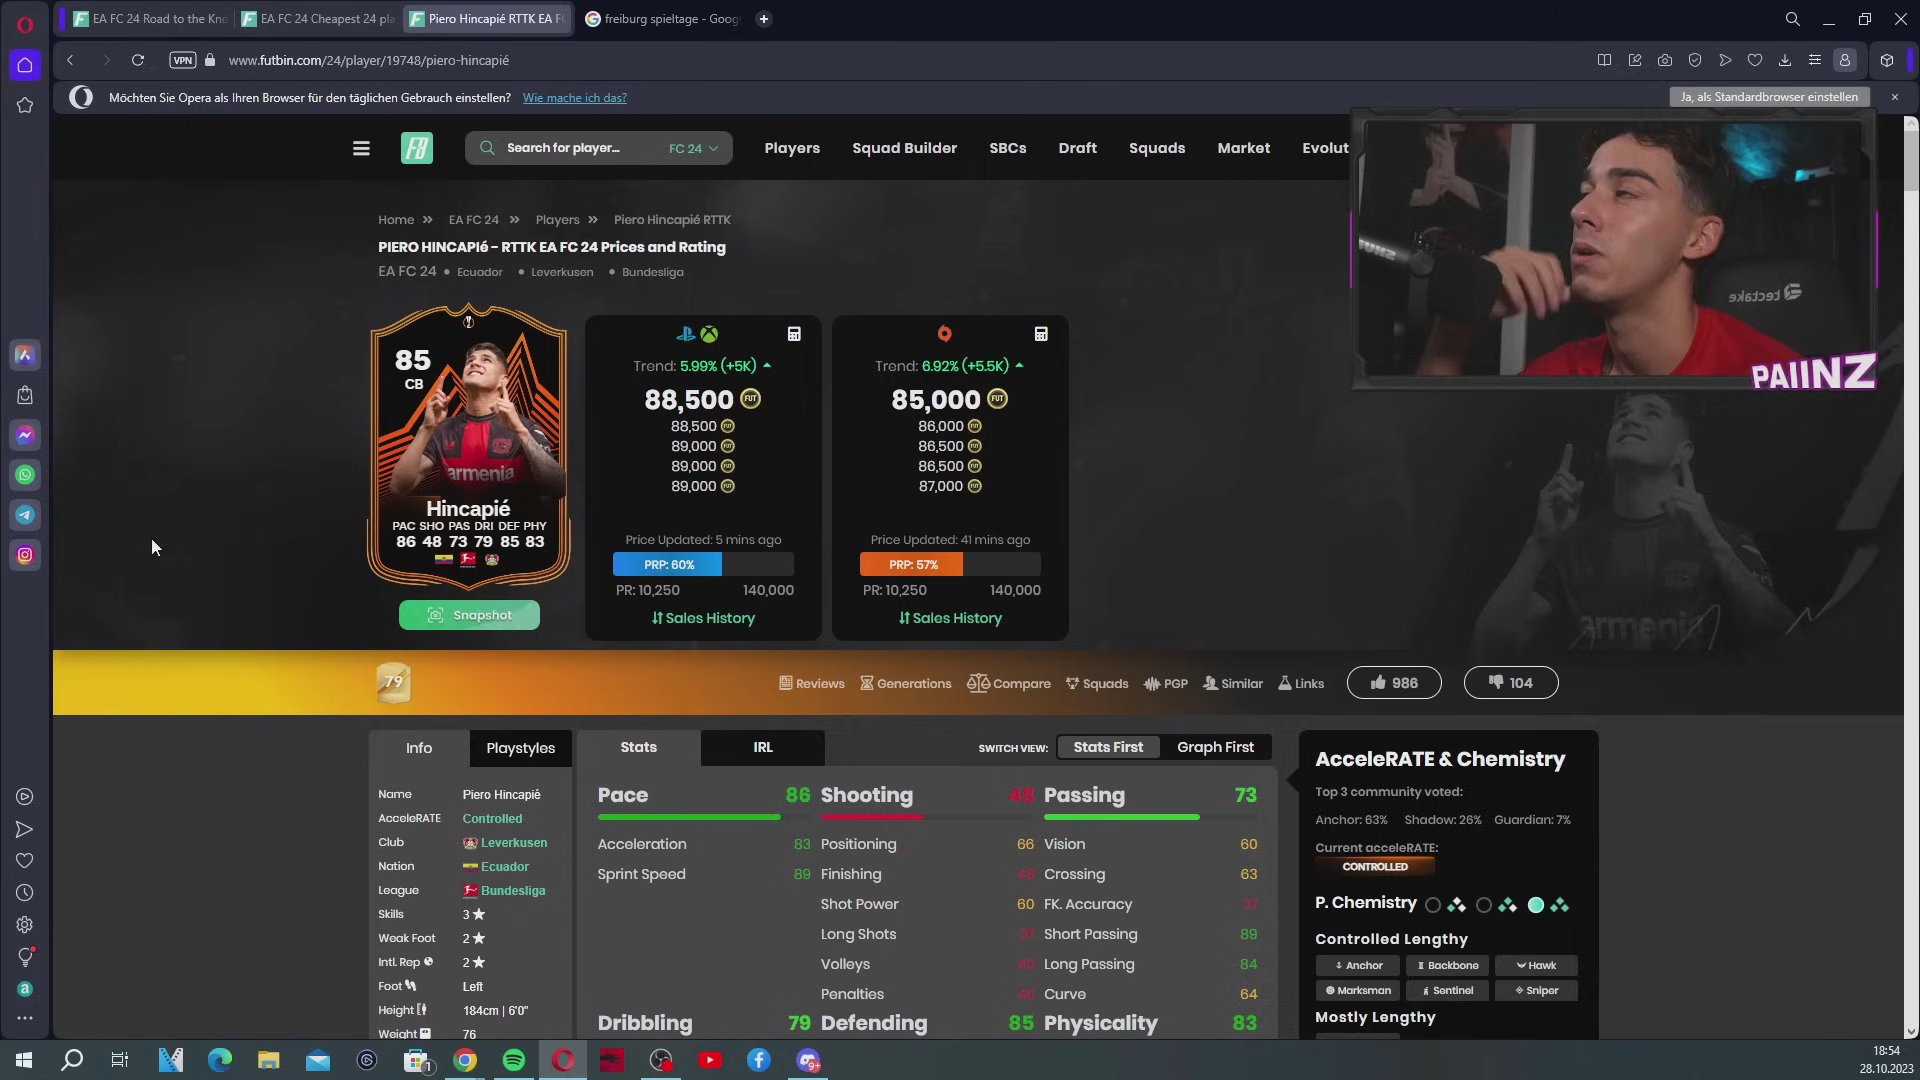 EA FC 24 Road to the Kno
EA FC 24 Cheapest 24 pla
Piero Hincapié RTTK EA F
freiburg spieltage - Goog
VPN
www.futbin.com/24/player/19748/piero-hincapié
Möchten Sie Opera als Ihren Browser für den täglichen Gebrauch einstellen? Wie mache ich das?
Ja, als Standardbrowser einstellen
Search for player...
FC 24
Players
Squad Builder
SBCs
Draft
Squads
Market
Evolut
Home » EA FC 24 » Players » Piero Hincapié RTTK
PIERO HINCAPIé - RTTK EA FC 24 Prices and Rating
EA FC 24 • Ecuador • Leverkusen • Bundesliga
85
CB
armenia
Hincapié
PAC SHO PAS DRI DEF PHY
86 48 73 79 85 83
Snapshot
Trend: 5.99% (+5K)
88,500
88,500
89,000
89,000
89,000
Price Updated: 5 mins ago
PRP: 60%
PR: 10,250 140,000
Sales History
Trend: 6.92% (+5.5K)
85,000
86,000
86,500
86,500
87,000
Price Updated: 41 mins ago
PRP: 57%
PR: 10,250 140,000
Sales History
tectake
PAIINZ
armenia
79
Reviews
Generations
Compare
Squads
PGP
Similar
Links
986
104
Info
Playstyles
Name Piero Hincapié
AcceleRATE Controlled
Club Leverkusen
Nation Ecuador
League Bundesliga
Skills 3
Weak Foot 2
Intl. Rep 2
Foot Left
Height 184cm | 6'0"
Weight 76
Stats
IRL
SWITCH VIEW:
Stats First
Graph First
Pace 86
Acceleration 83
Sprint Speed 89
Shooting 48
Positioning 66
Finishing 48
Shot Power 60
Long Shots 37
Volleys 40
Penalties 40
Passing 73
Vision 60
Crossing 63
FK. Accuracy 37
Short Passing 89
Long Passing 84
Curve 64
Dribbling 79
Defending 85
Physicality 83
AcceleRATE & Chemistry
Top 3 community voted:
Anchor: 63% Shadow: 26% Guardian: 7%
Current acceleRATE:
CONTROLLED
P. Chemistry
Controlled Lengthy
Anchor
Backbone
Hawk
Marksman
Sentinel
Sniper
Mostly Lengthy
1
9+
18:54
28.10.2023